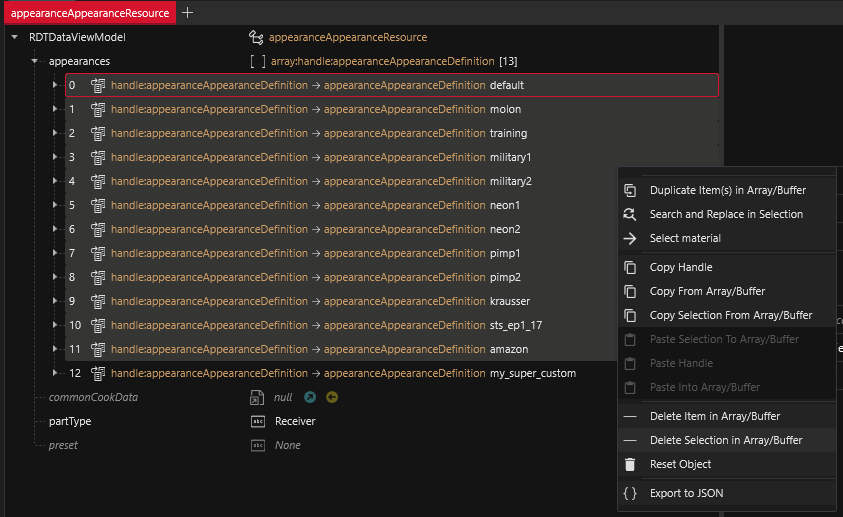 appearanceAppearanceResource +
RDTDataViewModel appearanceAppearanceResource
appearances [ ] array:handle:appearanceAppearanceDefinition [13]
0 handle:appearanceAppearanceDefinition → appearanceAppearanceDefinition default
1 handle:appearanceAppearanceDefinition → appearanceAppearanceDefinition molon
2 handle:appearanceAppearanceDefinition → appearanceAppearanceDefinition training
3 handle:appearanceAppearanceDefinition → appearanceAppearanceDefinition military1
4 handle:appearanceAppearanceDefinition → appearanceAppearanceDefinition military2
5 handle:appearanceAppearanceDefinition → appearanceAppearanceDefinition neon1
6 handle:appearanceAppearanceDefinition → appearanceAppearanceDefinition neon2
7 handle:appearanceAppearanceDefinition → appearanceAppearanceDefinition pimp1
8 handle:appearanceAppearanceDefinition → appearanceAppearanceDefinition pimp2
9 handle:appearanceAppearanceDefinition → appearanceAppearanceDefinition krausser
10 handle:appearanceAppearanceDefinition → appearanceAppearanceDefinition sts_ep1_17
11 handle:appearanceAppearanceDefinition → appearanceAppearanceDefinition amazon
12 handle:appearanceAppearanceDefinition → appearanceAppearanceDefinition my_super_custom
commonCookData null
partType abc Receiver
preset abc None
Duplicate Item(s) in Array/Buffer
Search and Replace in Selection
Select material
Copy Handle
Copy From Array/Buffer
Copy Selection From Array/Buffer
Paste Selection To Array/Buffer
Paste Handle
Paste Into Array/Buffer
Delete Item in Array/Buffer
Delete Selection in Array/Buffer
Reset Object
{ } Export to JSON